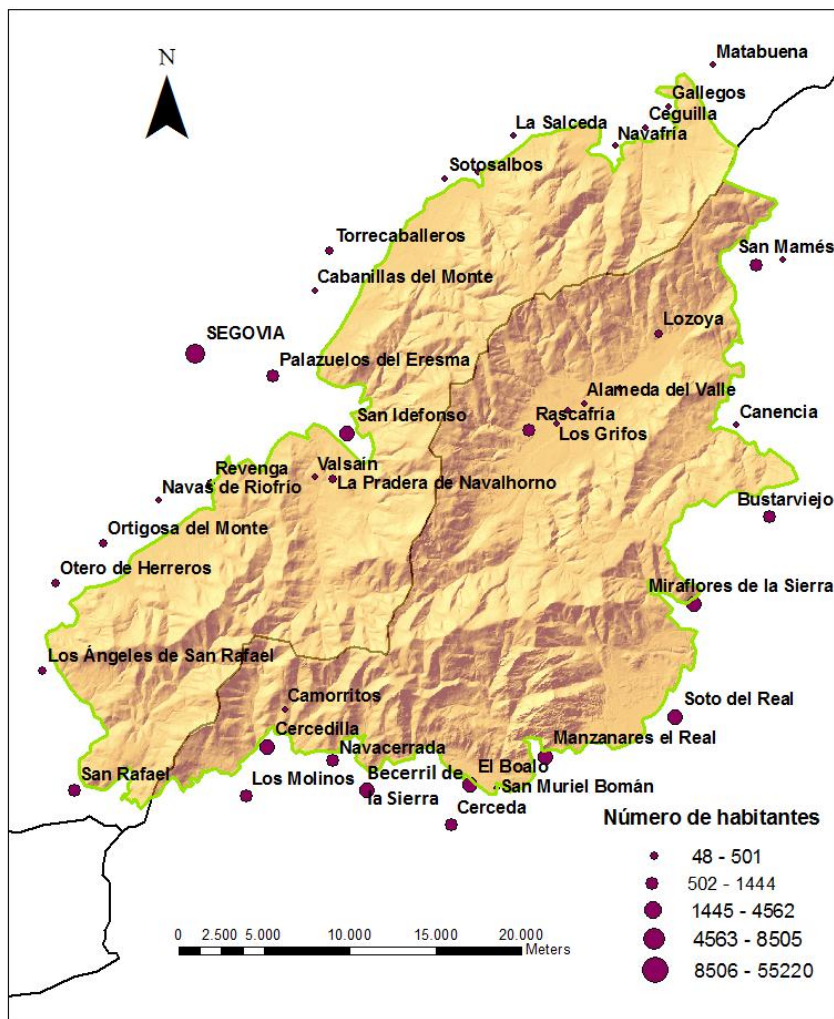 Matabuena
N
Gallegos
Ceguilla
La Salceda
Navafría
Sotosalbos
Torrecaballeros
San Mamés
Cabanillas del Monte
Lozoya
SEGOVIA
Palazuelos del Eresma
Alameda del Valle
San Ildefonso
Rascafría
Canencia
Los Grifos
Revenga
Valsaín
Navas de Riofrío
La Pradera de Navalhorno
Bustarviejo
Ortigosa del Monte
Otero de Herreros
Miraflores de la Sierra
Los Ángeles de San Rafael
Camorritos
Soto del Real
Cercedilla
Manzanares el Real
Navacerrada
San Rafael
Los Molinos
Becerril de
la Sierra
El Boalo
San Muriel Bomán
Cerceda
Número de habitantes
48 - 501
502 - 1444
1445 - 4562
4563 - 8505
8506 - 55220
0 2.500 5.000 10.000 15.000 20.000
Meters